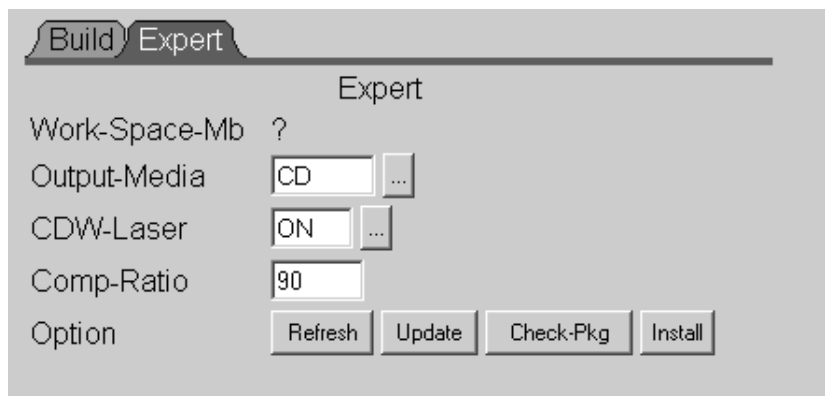 Build Expert
Expert
Work-Space-Mb ?
Output-Media CD ...
CDW-Laser ON ...
Comp-Ratio 90
Option Refresh Update Check-Pkg Install